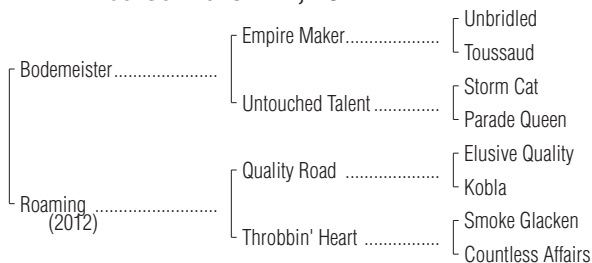 Unbridled
Empire Maker....................
Toussaud
Bodemeister......................
Storm Cat
Untouched Talent ..............
Parade Queen
Elusive Quality
Quality Road ....................
Kobla
Roaming ..........................
(2012)
Smoke Glacken
Throbbin' Heart ................
Countless Affairs